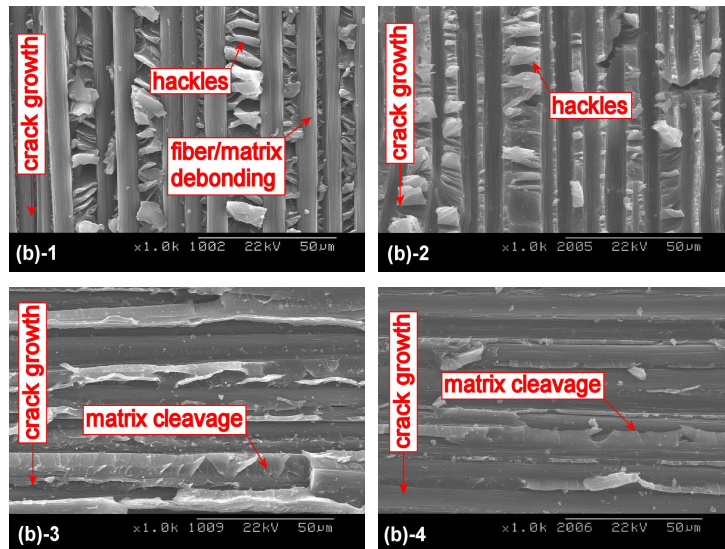 crack growth
hackles
fiber/matrix
debonding
(b)-1
×1.0k 1002 22kV 50µm
crack growth
hackles
(b)-2
×1.0k 2005 22kV 50µm
crack growth
matrix cleavage
(b)-3
×1.0k 1009 22kV 50µm
crack growth
matrix cleavage
(b)-4
×1.0k 2006 22kV 50µm